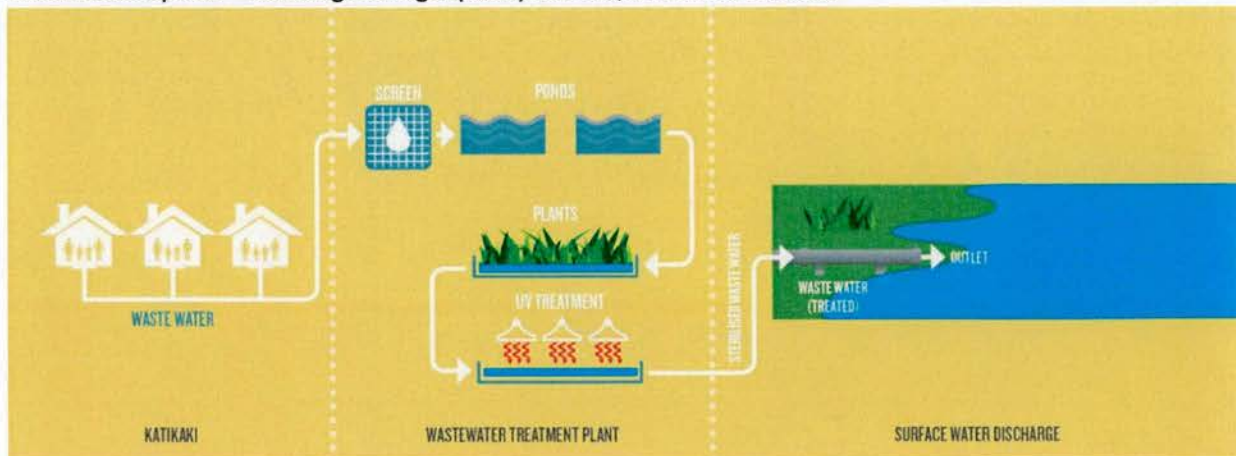 SCREEN
PONDS
PLANTS
UV TREATMENT
WASTE WATER
STERILISED WASTE WATER
OUTLET
WASTE WATER
(TREATED)
KATIKAKI
WASTEWATER TREATMENT PLANT
SURFACE WATER DISCHARGE